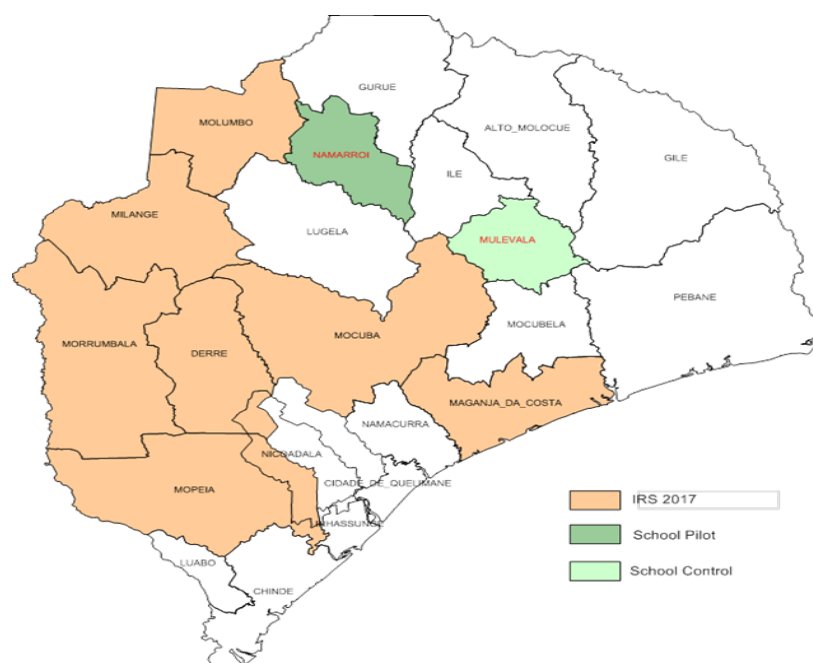 GURUE
MOLUMBO
ALTO_MOLOCUE
NAMARROI
GILE
ILE
MILANGE
LUGELA
MULEVALA
PEBANE
MOCUBELA
MOCUBA
MORRUMBALA
DERRE
MAGANJA_DA_COSTA
NAMACURRA
NICOADALA
CIDADE_DE_QUELIMANE
MOPEIA
IRS 2017
INHASSUNGE
School Pilot
LUABO
School Control
CHINDE